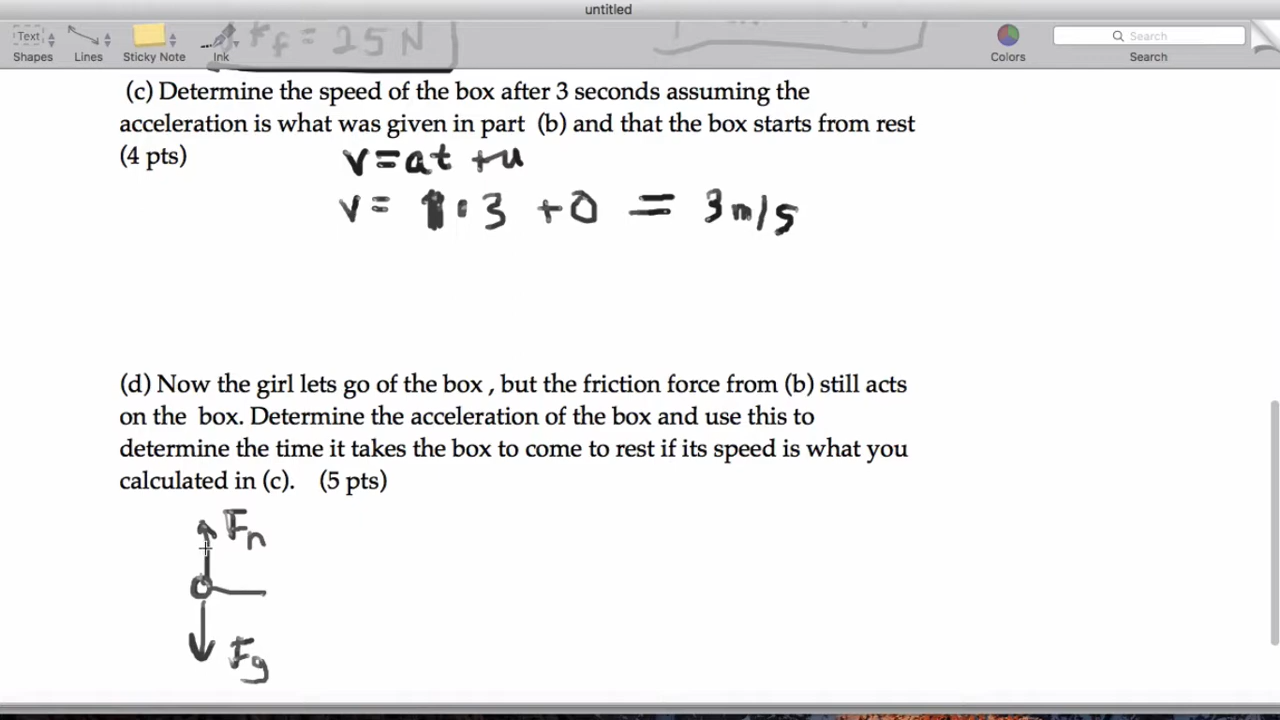 untitled
Text
Shapes
Lines
Sticky Note
Ink
Colors
Search
Search
F_f = 25 N
(c) Determine the speed of the box after 3 seconds assuming the
acceleration is what was given in part (b) and that the box starts from rest
(4 pts)
v=at +u
v= 1·3 +0 = 3m/s
(d) Now the girl lets go of the box , but the friction force from (b) still acts
on the box. Determine the acceleration of the box and use this to
determine the time it takes the box to come to rest if its speed is what you
calculated in (c). (5 pts)
Fn
Fg